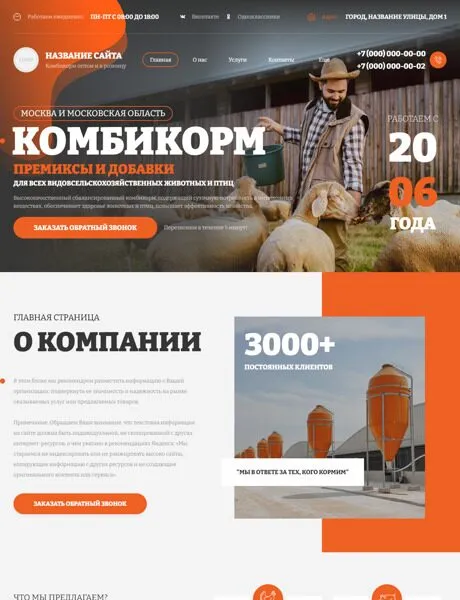 Работаем ежедневно: ПН-ПТ С 08:00 ДО 18:00
Вконтакте
Одноклассники
Адрес: ГОРОД, НАЗВАНИЕ УЛИЦЫ, ДОМ 1
НАЗВАНИЕ САЙТА
Комбикорм оптом и в розницу
Главная
О нас
Услуги
Контакты
Еще
+7 (000) 000-00-00
+7 (000) 000-00-02
МОСКВА И МОСКОВСКАЯ ОБЛАСТЬ
КОМБИКОРМ
ПРЕМИКСЫ И ДОБАВКИ
ДЛЯ ВСЕХ ВИДОВСЕЛЬСКОХОЗЯЙСТВЕННЫХ ЖИВОТНЫХ И ПТИЦ
Высококачественный сбалансированный комбикорм, содержащий суточную потребность в питательных
веществах, обеспечивает здоровье животных и птиц, повышает эффективность хозяйства.
ЗАКАЗАТЬ ОБРАТНЫЙ ЗВОНОК
Перезвоним в течение 5 минут!
РАБОТАЕМ С
20
06
ГОДА
ГЛАВНАЯ СТРАНИЦА
О КОМПАНИИ
В этом блоке мы рекомендуем разместить информацию о Вашей
организации, подчеркнуть ее значимость и надежность на рынке
оказываемых услуг или предлагаемых товаров.
Примечание: Обращаем Ваше внимание, что текстовая информация
на сайте должна быть индивидуальной, не скопированной с других
интернет-ресурсов, о чем указано в рекомендациях Яндекса: «Мы
стараемся не индексировать или не ранжировать высоко сайты,
копирующие информацию с других ресурсов и не создающие
оригинального контента или сервиса».
ЗАКАЗАТЬ ОБРАТНЫЙ ЗВОНОК
3000+
ПОСТОЯННЫХ КЛИЕНТОВ
"МЫ В ОТВЕТЕ ЗА ТЕХ, КОГО КОРМИМ"
ЧТО МЫ ПРЕДЛАГАЕМ?